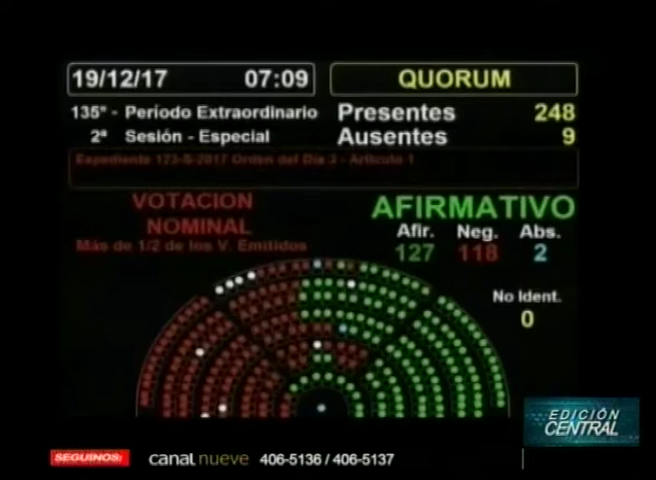 19/12/17 07:09
QUORUM
135° - Período Extraordinario
2ª Sesión - Especial
Presentes 248
Ausentes 9
Expediente 123-S-2017 Orden del Día 3 - Artículo 1
VOTACION
NOMINAL
Más de 1/2 de los V. Emitidos
AFIRMATIVO
Afir. Neg. Abs.
127 118 2
No Ident.
0
EDICIÓN
CENTRAL
SEGUINOS: canal nueve 406-5136 / 406-5137